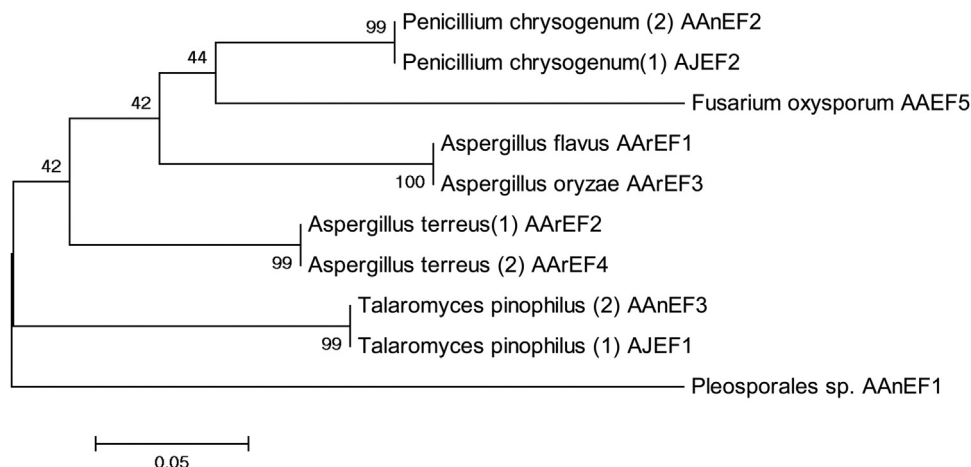 99 Penicillium chrysogenum (2) AAnEF2
44
Penicillium chrysogenum(1) AJEF2
42
Fusarium oxysporum AAEF5
Aspergillus flavus AArEF1
42
100 Aspergillus oryzae AArEF3
Aspergillus terreus(1) AArEF2
99 Aspergillus terreus (2) AArEF4
Talaromyces pinophilus (2) AAnEF3
99 Talaromyces pinophilus (1) AJEF1
Pleosporales sp. AAnEF1
0.05